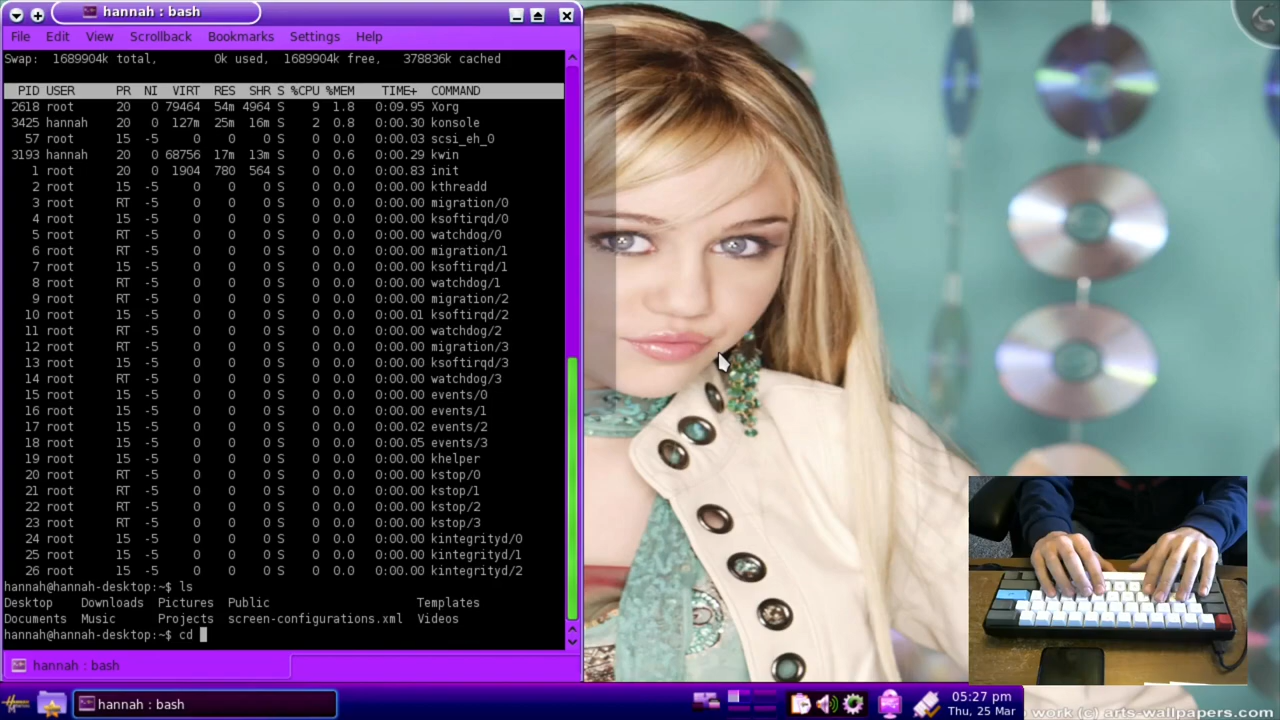 hannah : bash
File Edit View Scrollback Bookmarks Settings Help
Swap: 1689904k total, 0k used, 1689904k free, 378836k cached
PID USER PR NI VIRT RES SHR S %CPU %MEM TIME+ COMMAND
2618 root 20 0 79464 54m 4964 S 9 1.8 0:09.95 Xorg
3425 hannah 20 0 127m 25m 16m S 2 0.8 0:00.30 konsole
57 root 15 -5 0 0 0 S 0 0.0 0:00.03 scsi_eh_0
3193 hannah 20 0 68756 17m 13m S 0 0.6 0:00.29 kwin
1 root 20 0 1904 780 564 S 0 0.0 0:00.83 init
2 root 15 -5 0 0 0 S 0 0.0 0:00.00 kthreadd
3 root RT -5 0 0 0 S 0 0.0 0:00.00 migration/0
4 root 15 -5 0 0 0 S 0 0.0 0:00.00 ksoftirqd/0
5 root RT -5 0 0 0 S 0 0.0 0:00.00 watchdog/0
6 root RT -5 0 0 0 S 0 0.0 0:00.00 migration/1
7 root 15 -5 0 0 0 S 0 0.0 0:00.00 ksoftirqd/1
8 root RT -5 0 0 0 S 0 0.0 0:00.00 watchdog/1
9 root RT -5 0 0 0 S 0 0.0 0:00.00 migration/2
10 root 15 -5 0 0 0 S 0 0.0 0:00.01 ksoftirqd/2
11 root RT -5 0 0 0 S 0 0.0 0:00.00 watchdog/2
12 root RT -5 0 0 0 S 0 0.0 0:00.00 migration/3
13 root 15 -5 0 0 0 S 0 0.0 0:00.00 ksoftirqd/3
14 root RT -5 0 0 0 S 0 0.0 0:00.00 watchdog/3
15 root 15 -5 0 0 0 S 0 0.0 0:00.00 events/0
16 root 15 -5 0 0 0 S 0 0.0 0:00.00 events/1
17 root 15 -5 0 0 0 S 0 0.0 0:00.02 events/2
18 root 15 -5 0 0 0 S 0 0.0 0:00.05 events/3
19 root 15 -5 0 0 0 S 0 0.0 0:00.00 khelper
20 root RT -5 0 0 0 S 0 0.0 0:00.00 kstop/0
21 root RT -5 0 0 0 S 0 0.0 0:00.00 kstop/1
22 root RT -5 0 0 0 S 0 0.0 0:00.00 kstop/2
23 root RT -5 0 0 0 S 0 0.0 0:00.00 kstop/3
24 root 15 -5 0 0 0 S 0 0.0 0:00.00 kintegrityd/0
25 root 15 -5 0 0 0 S 0 0.0 0:00.00 kintegrityd/1
26 root 15 -5 0 0 0 S 0 0.0 0:00.00 kintegrityd/2
hannah@hannah-desktop:~$ ls
Desktop Downloads Pictures Public Templates
Documents Music Projects screen-configurations.xml Videos
hannah@hannah-desktop:~$ cd
hannah : bash
hannah : bash
05:27 pm
Thu, 25 Mar
work (c) arts-wallpapers.com